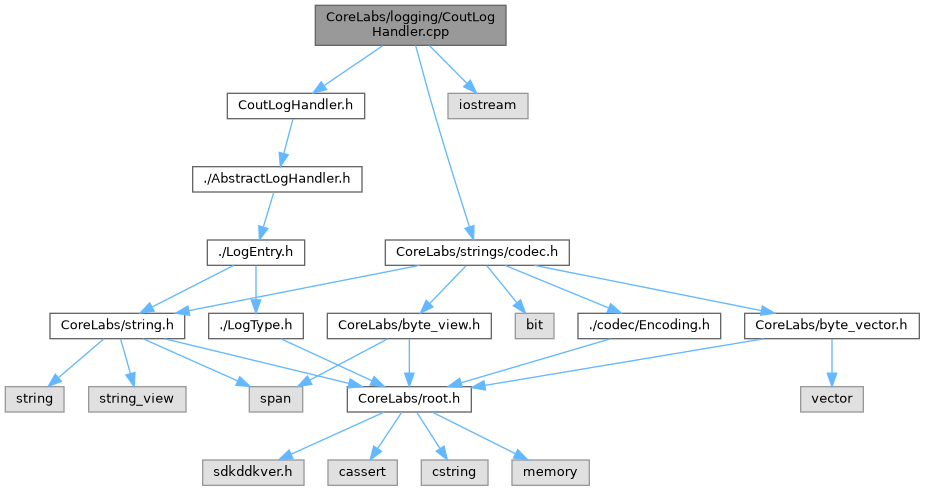 CoreLabs/logging/CoutLog
Handler.cpp
CoutLogHandler.h
iostream
./AbstractLogHandler.h
./LogEntry.h
CoreLabs/strings/codec.h
CoreLabs/string.h
./LogType.h
CoreLabs/byte_view.h
bit
./codec/Encoding.h
CoreLabs/byte_vector.h
string
string_view
span
CoreLabs/root.h
vector
sdkddkver.h
cassert
cstring
memory